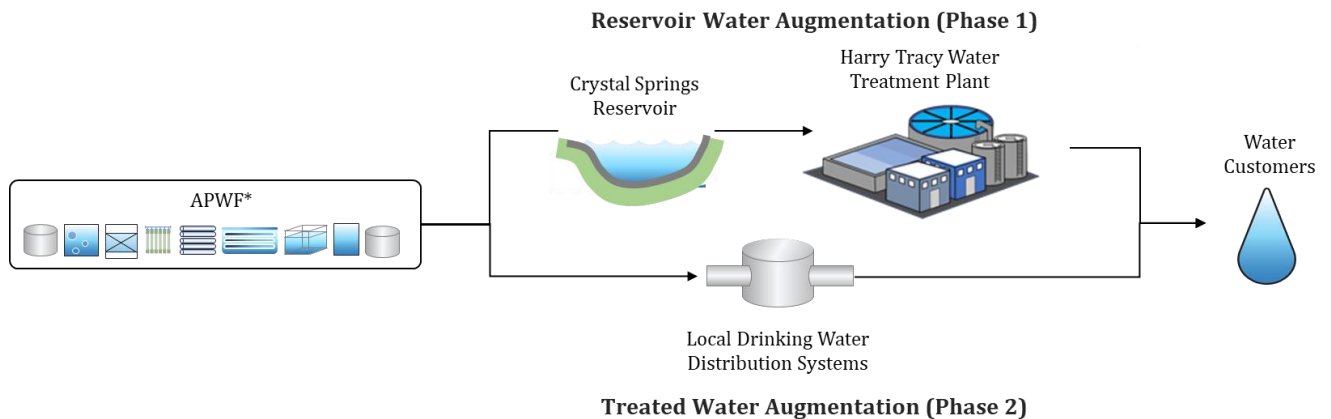 Reservoir Water Augmentation (Phase 1)
Crystal Springs
Reservoir
Harry Tracy Water
Treatment Plant
Water
Customers
APWF*
Local Drinking Water
Distribution Systems
Treated Water Augmentation (Phase 2)